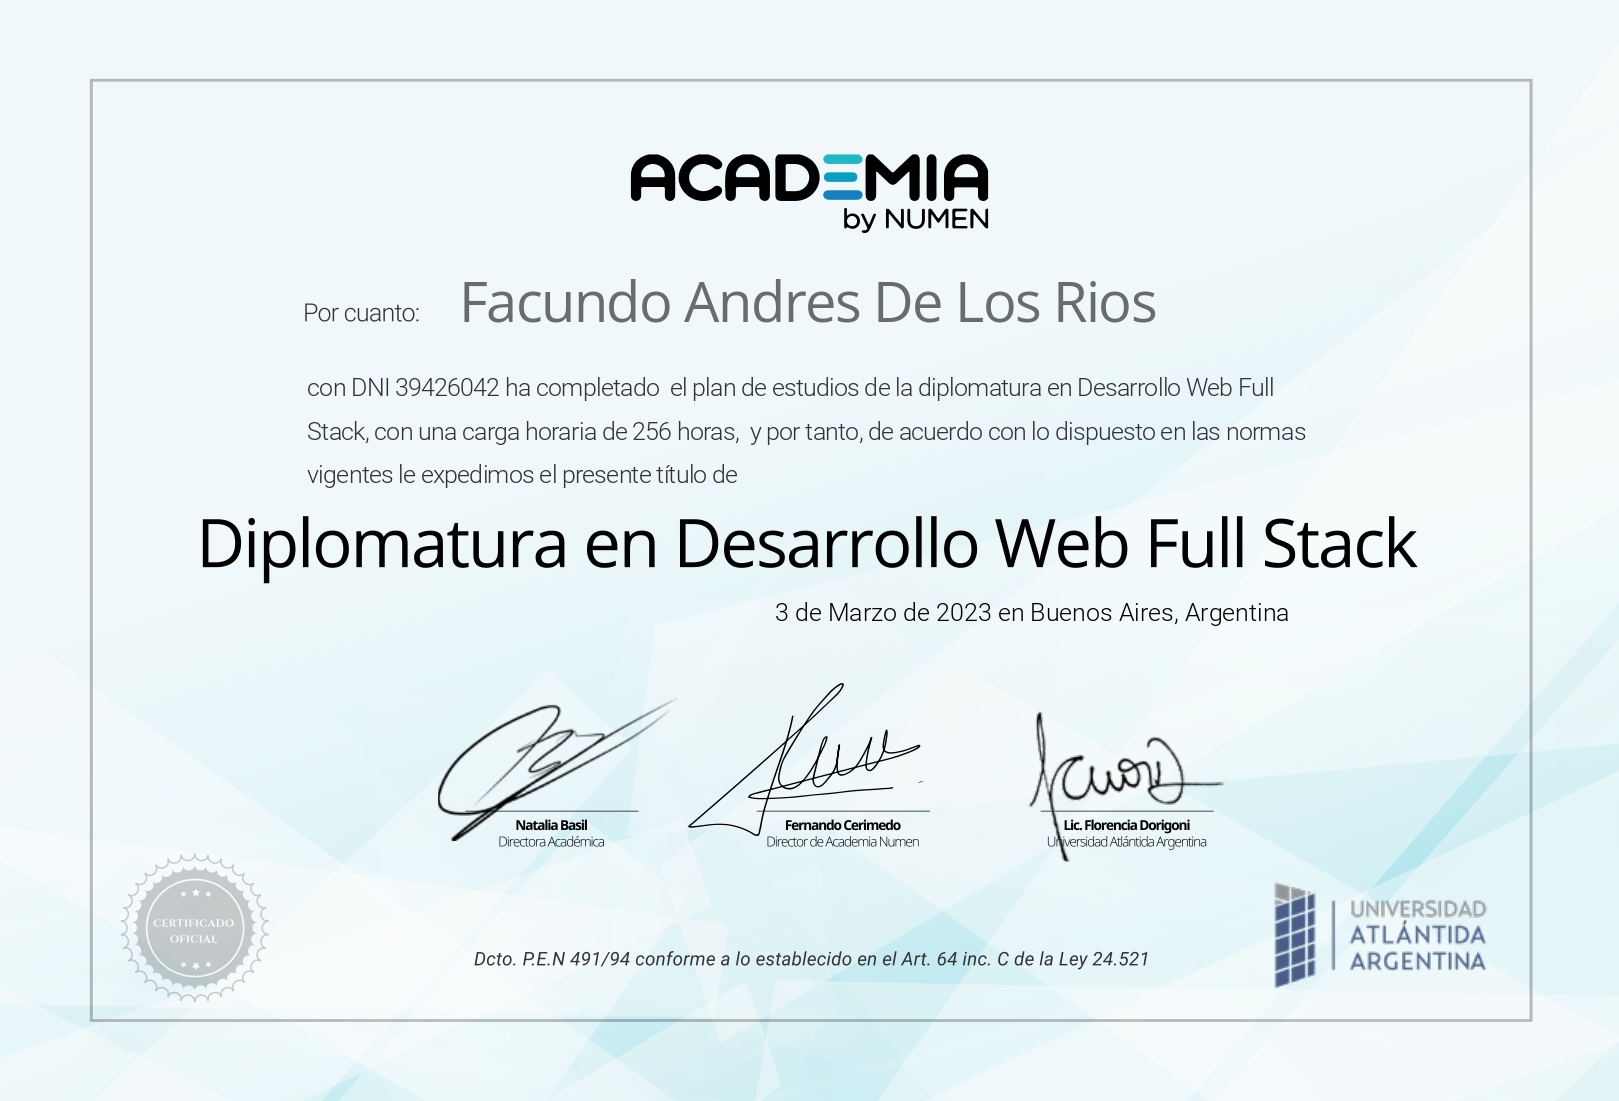 ACADEMIA
by NUMEN
Por cuanto: Facundo Andres De Los Rios
con DNI 39426042 ha completado el plan de estudios de la diplomatura en Desarrollo Web Full
Stack, con una carga horaria de 256 horas, y por tanto, de acuerdo con lo dispuesto en las normas
vigentes le expedimos el presente título de
Diplomatura en Desarrollo Web Full Stack
3 de Marzo de 2023 en Buenos Aires, Argentina
Natalia Basil
Directora Académica
Fernando Cerimedo
Director de Academia Numen
Lic. Florencia Dorigoni
Universidad Atlántida Argentina
CERTIFICADO
OFICIAL
Dcto. P.E.N 491/94 conforme a lo establecido en el Art. 64 inc. C de la Ley 24.521
UNIVERSIDAD
ATLÁNTIDA
ARGENTINA